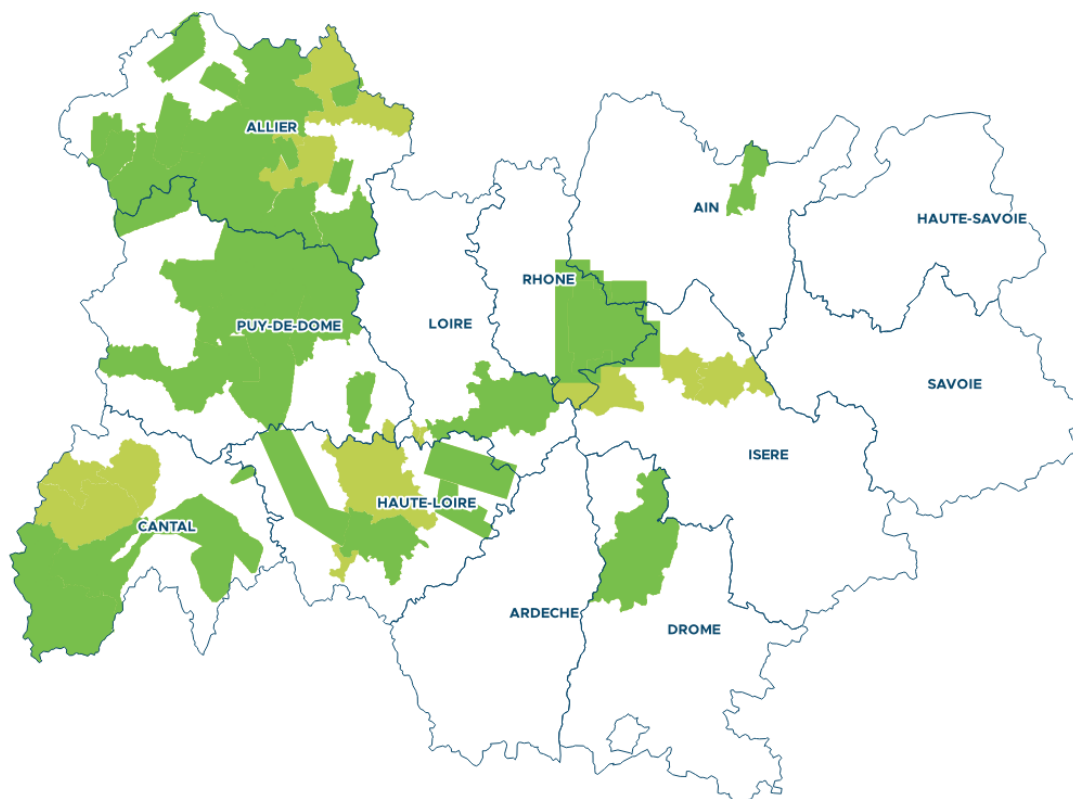 ALLIER
AIN
HAUTE-SAVOIE
RHONE
PUY-DE-DOME
LOIRE
SAVOIE
ISERE
HAUTE-LOIRE
CANTAL
ARDECHE
DROME